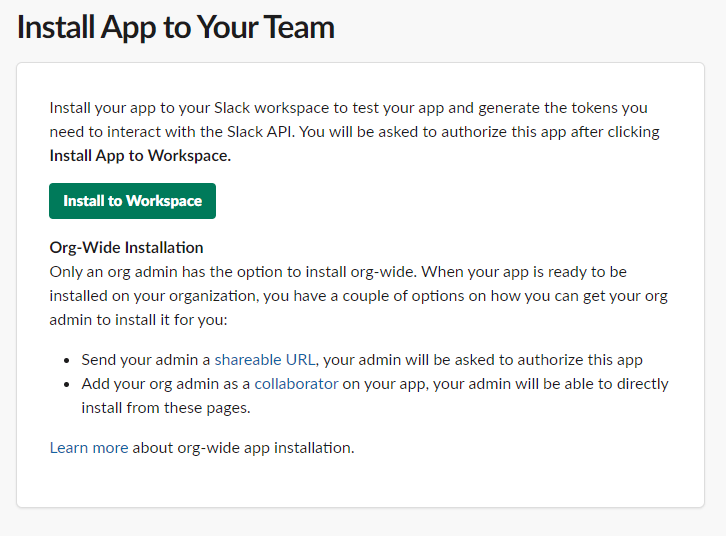 Install App to Your Team
Install your app to your Slack workspace to test your app and generate the tokens you
need to interact with the Slack API. You will be asked to authorize this app after clicking
Install App to Workspace.
Install to Workspace
Org-Wide Installation
Only an org admin has the option to install org-wide. When your app is ready to be
installed on your organization, you have a couple of options on how you can get your org
admin to install it for you:
• Send your admin a shareable URL, your admin will be asked to authorize this app
• Add your org admin as a collaborator on your app, your admin will be able to directly
install from these pages.
Learn more about org-wide app installation.